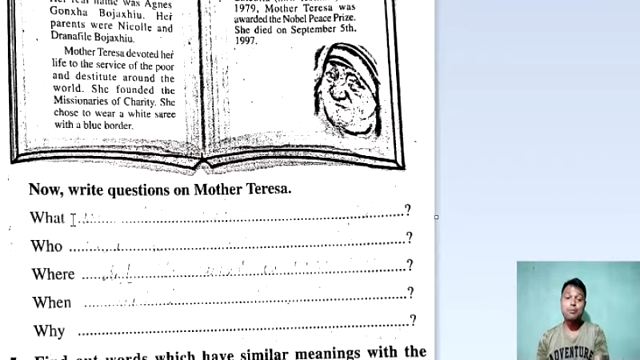 Her real name was Agnes
Gonxha Bojaxhiu. Her
parents were Nicolle and
Dranafile Bojaxhiu.
Mother Teresa devoted her
life to the service of the poor
and destitute around the
world. She founded the
Missionaries of Charity. She
chose to wear a white saree
with a blue border.
1979, Mother Teresa was
awarded the Nobel Peace Prize.
She died on September 5th,
1997.
Now, write questions on Mother Teresa.
What ............?
Who ............?
Where ............?
When ............?
Why ............?
Find out words which have similar meanings with the
ADVENTURE